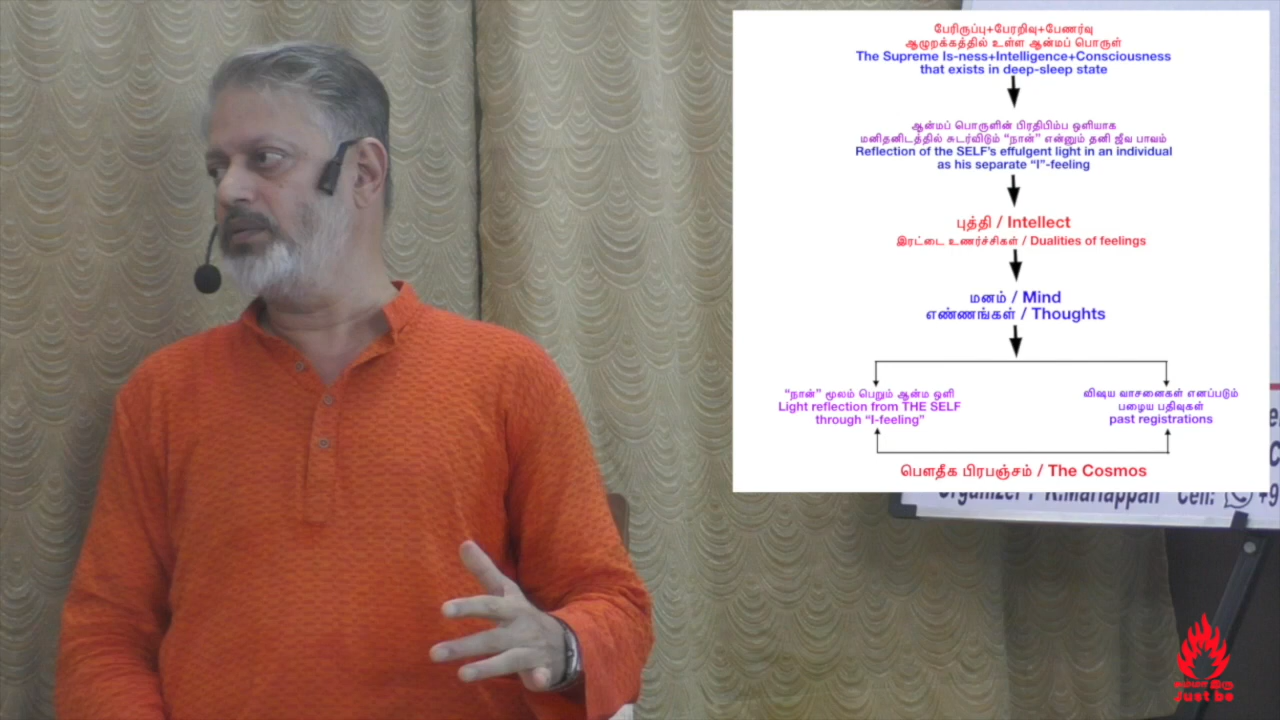 பேரிருப்பு+பேரறிவு+பேணர்வு
ஆழுறக்கத்தில் உள்ள ஆன்மப் பொருள்
The Supreme Is-ness+Intelligence+Consciousness
that exists in deep-sleep state
ஆன்மப் பொருளின் பிரதிபிம்ப ஒளியாக
மனிதனிடத்தில் சுடர்விடும் “நான்” என்னும் தனி ஜீவ பாவம்
Reflection of the SELF’s effulgent light in an individual
as his separate “I”-feeling
புத்தி / Intellect
இரட்டை உணர்ச்சிகள் / Dualities of feelings
மனம் / Mind
எண்ணங்கள் / Thoughts
“நான்” மூலம் பெறும் ஆன்ம ஒளி
Light reflection from THE SELF
through “I-feeling”
விஷய வாசனைகள் எனப்படும்
பழைய பதிவுகள்
past registrations
பௌதீக பிரபஞ்சம் / The Cosmos
Organizer : K.Mariappan Cell: +9
சும்மா இரு
Just be